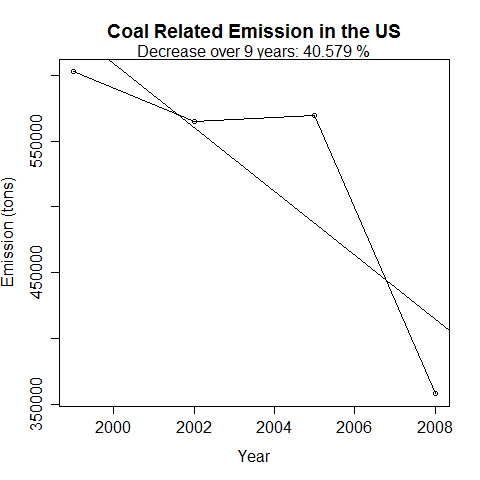 Coal Related Emission in the US
Decrease over 9 years: 40.579 %
Emission (tons)
550000
450000
350000
2000 2002 2004 2006 2008
Year